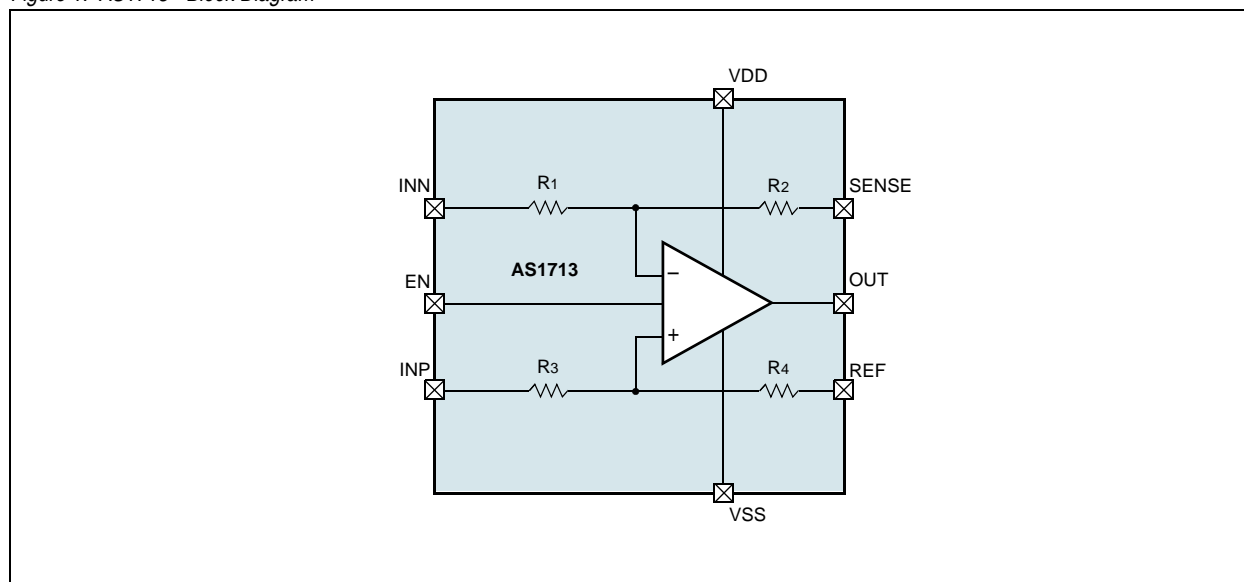 VDD
INN
R1
R2
SENSE
EN
AS1713
−
OUT
+
INP
R3
R4
REF
VSS